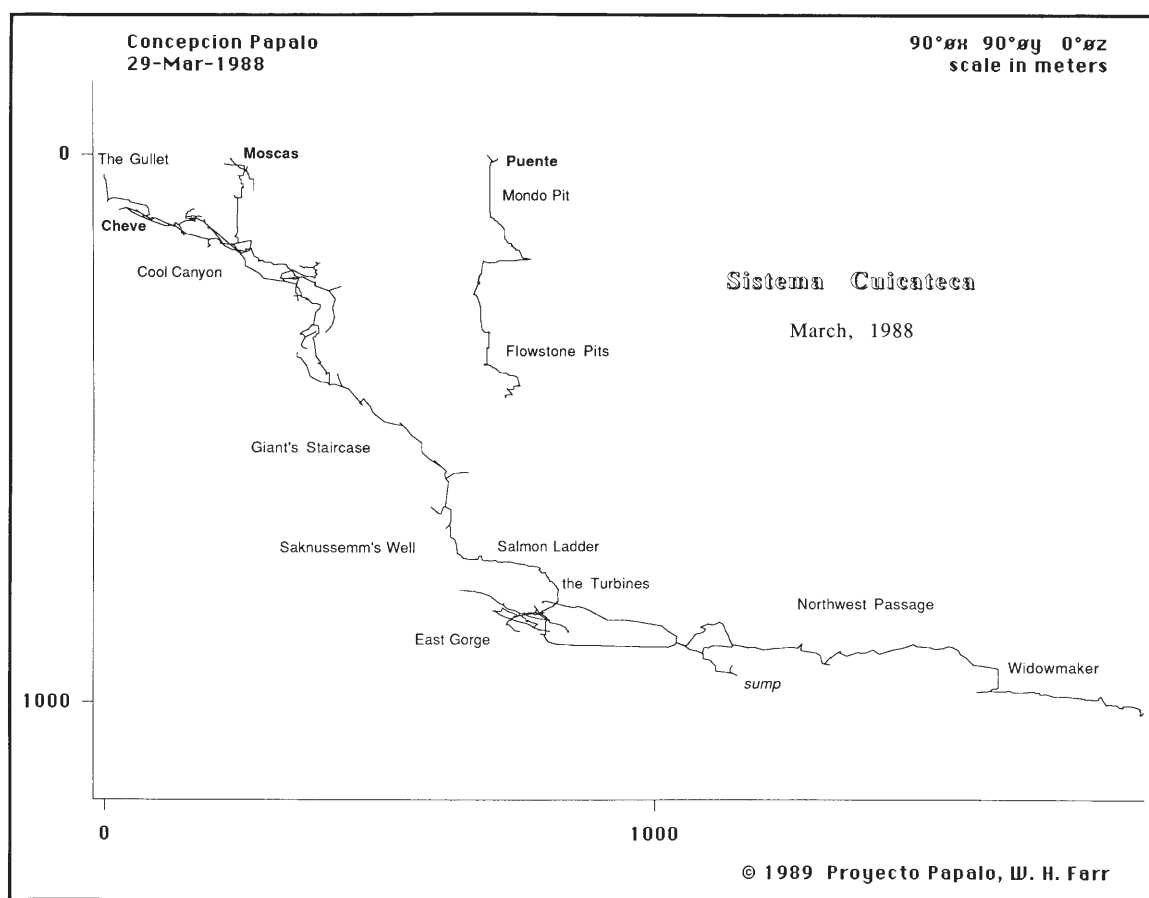 Concepcion Papalo
29-Mar-1988
90°øx 90°øy 0°øz
scale in meters
0
The Gullet
Moscas
Puente
Mondo Pit
Cheve
Cool Canyon
Sistema Cuicateca
March, 1988
Flowstone Pits
Giant's Staircase
Saknussemm's Well
Salmon Ladder
the Turbines
Northwest Passage
East Gorge
Widowmaker
sump
1000
0
1000
© 1989 Proyecto Papalo, W. H. Farr